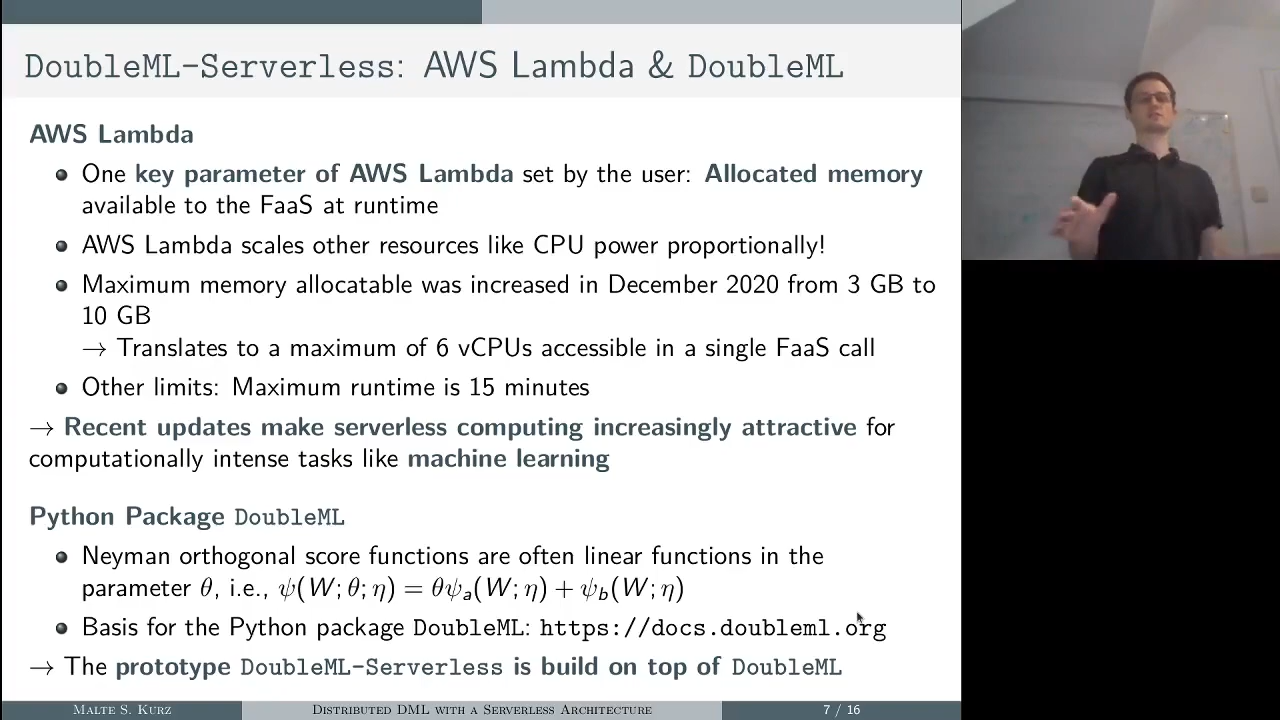 DoubleML-Serverless: AWS Lambda & DoubleML
AWS Lambda
One key parameter of AWS Lambda set by the user: Allocated memory
available to the FaaS at runtime
AWS Lambda scales other resources like CPU power proportionally!
Maximum memory allocatable was increased in December 2020 from 3 GB to
10 GB
→ Translates to a maximum of 6 vCPUs accessible in a single FaaS call
Other limits: Maximum runtime is 15 minutes
→ Recent updates make serverless computing increasingly attractive for
computationally intense tasks like machine learning
Python Package DoubleML
Neyman orthogonal score functions are often linear functions in the
parameter θ, i.e., ψ(W; θ; η) = θψₐ(W; η) + ψ_b(W; η)
Basis for the Python package DoubleML: https://docs.doubleml.org
→ The prototype DoubleML-Serverless is build on top of DoubleML
Malte S. Kurz
Distributed DML with a Serverless Architecture
7 / 16